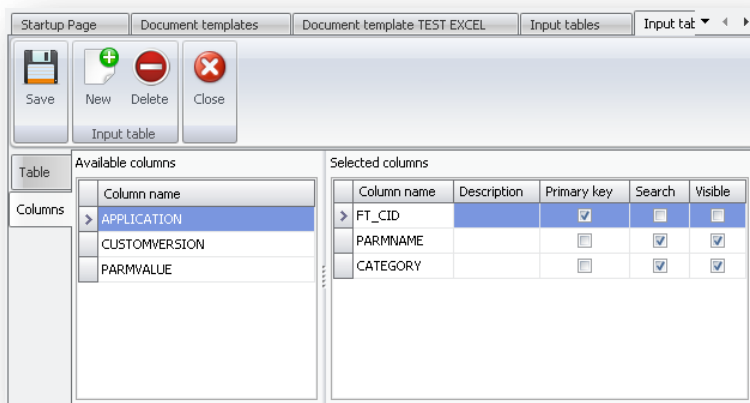 Startup Page Document templates Document template TEST EXCEL Input tables Input tab
Save New Delete Close
Input table
Table
Columns
Available columns
Column name
APPLICATION
CUSTOMVERSION
PARMVALUE
Selected columns
Column name Description Primary key Search Visible
FT_CID
PARMNAME
CATEGORY